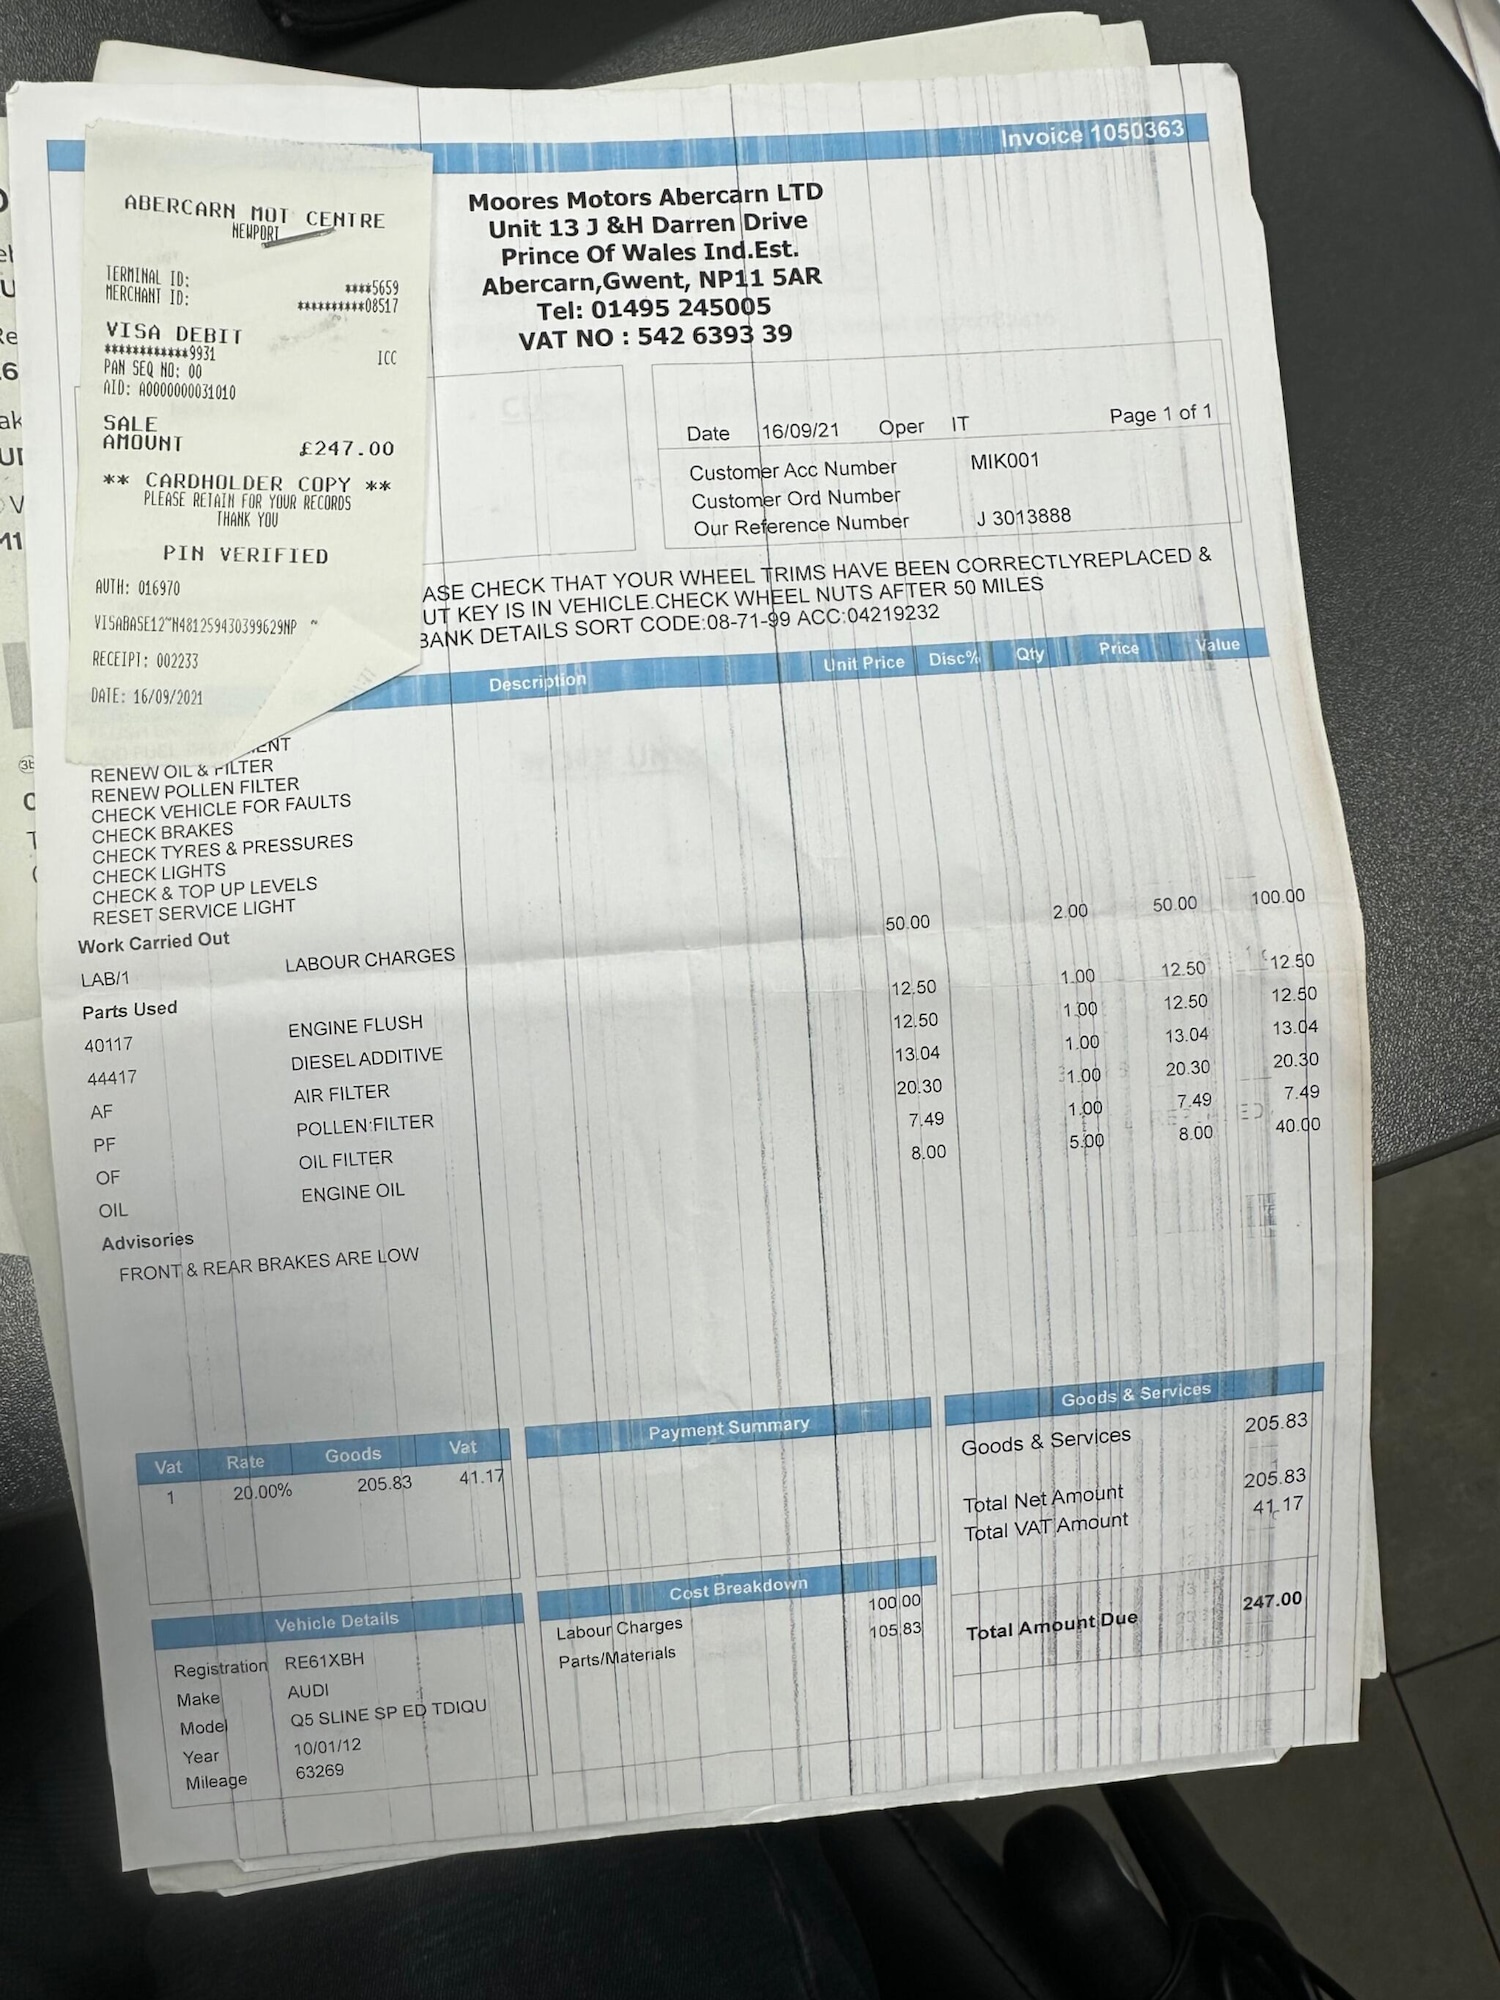 Invoice 1050363
Moores Motors Abercarn LTD
Unit 13 J &H Darren Drive
Prince Of Wales Ind.Est.
Abercarn,Gwent, NP11 5AR
Tel: 01495 245005
VAT NO : 542 6393 39
ABERCARN MOT CENTRE
NEWPORT
TERMINAL ID: ****5659
MERCHANT ID: **********08517
VISA DEBIT
************9931 ICC
PAN SEQ NO: 00
AID: A0000000031010
SALE
AMOUNT £247.00
** CARDHOLDER COPY **
PLEASE RETAIN FOR YOUR RECORDS
THANK YOU
PIN VERIFIED
AUTH: 016970
VISABASE12~N481259430399629NP ~
RECEIPT: 002233
DATE: 16/09/2021
Date 16/09/21 Oper IT Page 1 of 1
Customer Acc Number MIK001
Customer Ord Number
Our Reference Number J 3013888
ASE CHECK THAT YOUR WHEEL TRIMS HAVE BEEN CORRECTLYREPLACED &
UT KEY IS IN VEHICLE.CHECK WHEEL NUTS AFTER 50 MILES
BANK DETAILS SORT CODE:08-71-99 ACC:04219232
Description Unit Price Disc% Qty Price Value
ENT
RENEW OIL & FILTER
RENEW POLLEN FILTER
CHECK VEHICLE FOR FAULTS
CHECK BRAKES
CHECK TYRES & PRESSURES
CHECK LIGHTS
CHECK & TOP UP LEVELS
RESET SERVICE LIGHT
Work Carried Out
LAB/1 LABOUR CHARGES 50.00 2.00 50.00 100.00
Parts Used
40117 ENGINE FLUSH 12.50 1.00 12.50 12.50
44417 DIESEL ADDITIVE 12.50 1.00 12.50 12.50
AF AIR FILTER 13.04 1.00 13.04 13.04
PF POLLEN FILTER 20.30 1.00 20.30 20.30
OF OIL FILTER 7.49 1.00 7.49 7.49
OIL ENGINE OIL 8.00 5.00 8.00 40.00
Advisories
FRONT & REAR BRAKES ARE LOW
Vat Rate Goods Vat
1 20.00% 205.83 41.17
Payment Summary
Goods & Services
Goods & Services 205.83
Total Net Amount 205.83
Total VAT Amount 41.17
Total Amount Due 247.00
Cost Breakdown
Labour Charges 100.00
Parts/Materials 105.83
Vehicle Details
Registration RE61XBH
Make AUDI
Model Q5 SLINE SP ED TDIQU
Year 10/01/12
Mileage 63269